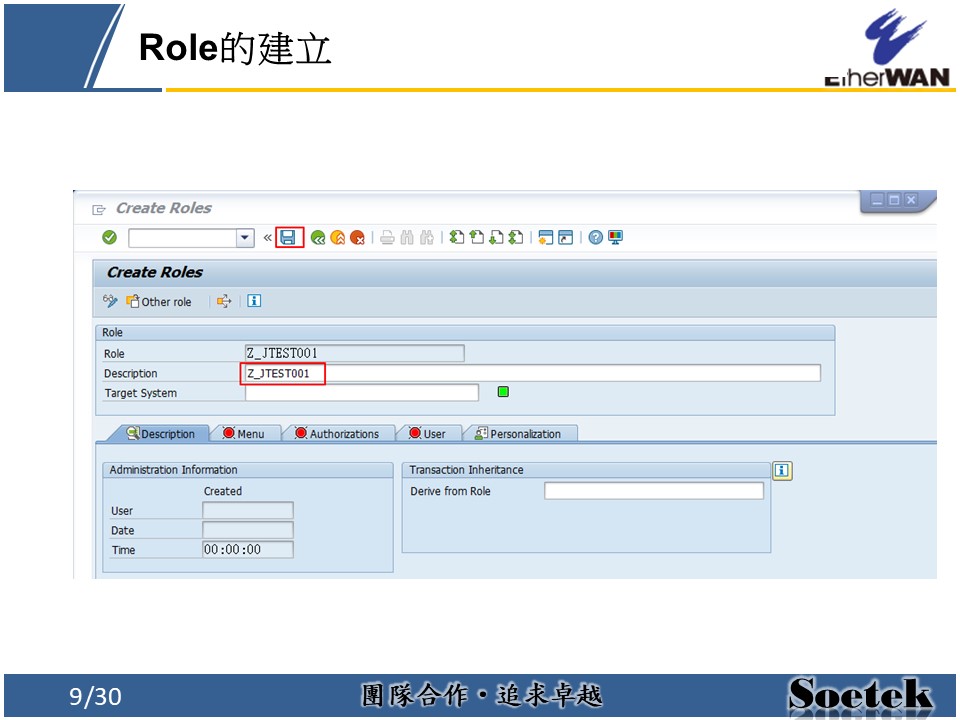 Role的建立
EtherWAN
Create Roles
Create Roles
Other role
Role
Role Z_JTEST001
Description Z_JTEST001
Target System
Description Menu Authorizations User Personalization
Administration Information Transaction Inheritance
Created Derive from Role
User
Date
Time 00:00:00
9/30 團隊合作·追求卓越 Soetek